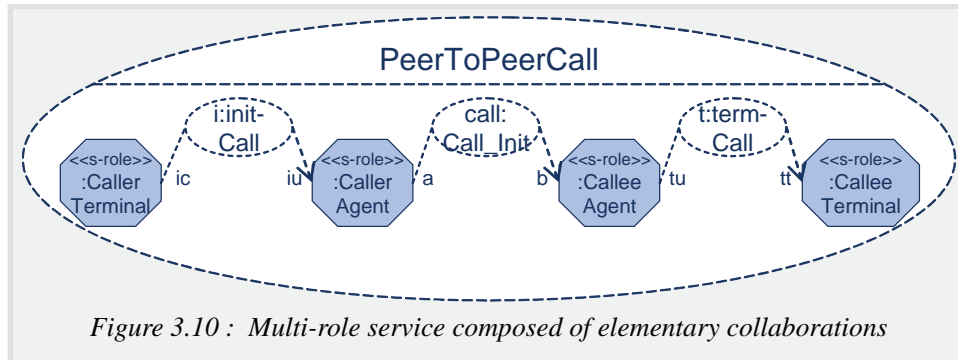 PeerToPeerCall
i:init-
Call
call:
Call_Init
t:term-
Call
<<s-role>>
:Caller
Terminal
ic
iu
<<s-role>>
:Caller
Agent
a
b
<<s-role>>
:Callee
Agent
tu
tt
<<s-role>>
:Callee
Terminal
Figure 3.10 : Multi-role service composed of elementary collaborations